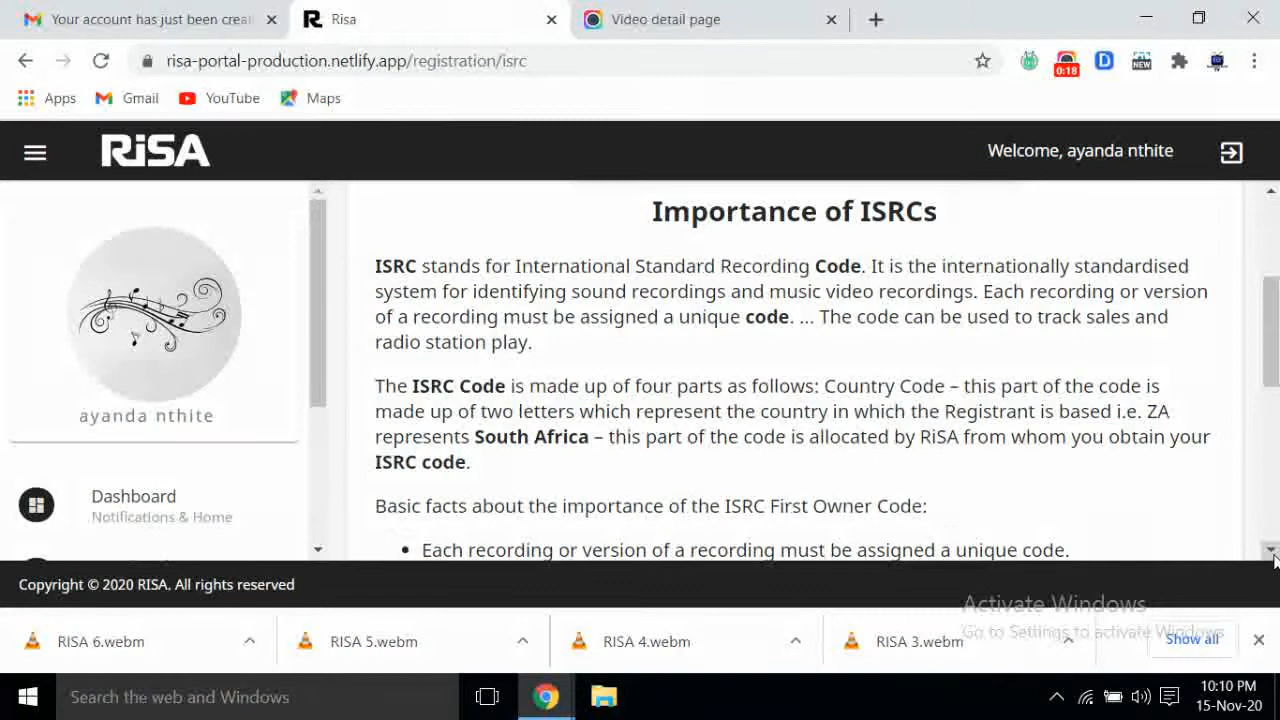 Your account has just been creat
Risa
Video detail page
risa-portal-production.netlify.app/registration/isrc
0:18
D
NEW
Apps
Gmail
YouTube
Maps
RiSA
Welcome, ayanda nthite
ayanda nthite
Dashboard
Notifications & Home
Importance of ISRCs
ISRC stands for International Standard Recording Code. It is the internationally standardised
system for identifying sound recordings and music video recordings. Each recording or version
of a recording must be assigned a unique code. ... The code can be used to track sales and
radio station play.
The ISRC Code is made up of four parts as follows: Country Code – this part of the code is
made up of two letters which represent the country in which the Registrant is based i.e. ZA
represents South Africa – this part of the code is allocated by RiSA from whom you obtain your
ISRC code.
Basic facts about the importance of the ISRC First Owner Code:
• Each recording or version of a recording must be assigned a unique code.
Copyright © 2020 RISA. All rights reserved
Activate Windows
Go to Settings to activate Windows.
RISA 6.webm
RISA 5.webm
RISA 4.webm
RISA 3.webm
Show all
Search the web and Windows
10:10 PM
15-Nov-20